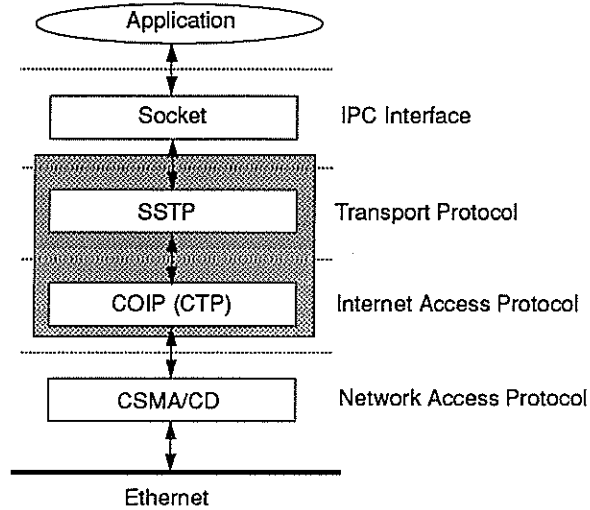 Application
Socket IPC Interface
SSTP Transport Protocol
COIP (CTP) Internet Access Protocol
CSMA/CD Network Access Protocol
Ethernet